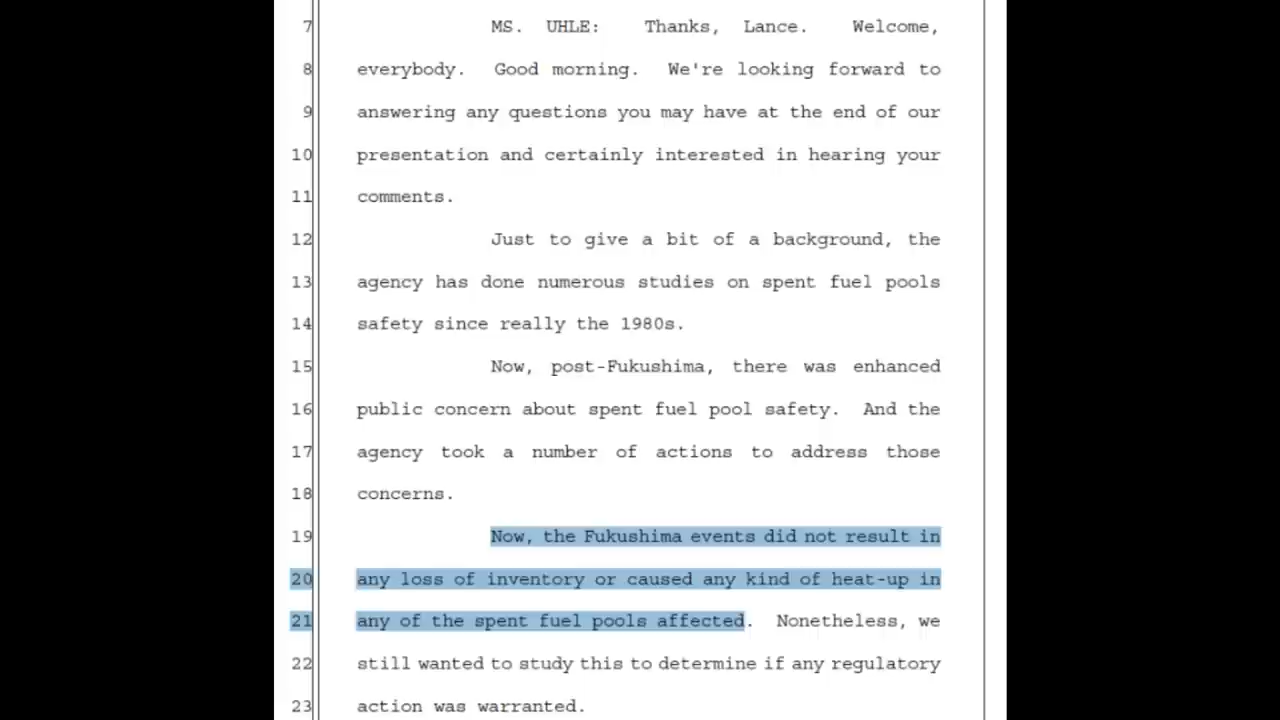 7 MS. UHLE: Thanks, Lance. Welcome,
8 everybody. Good morning. We're looking forward to
9 answering any questions you may have at the end of our
10 presentation and certainly interested in hearing your
11 comments.
12 Just to give a bit of a background, the
13 agency has done numerous studies on spent fuel pools
14 safety since really the 1980s.
15 Now, post-Fukushima, there was enhanced
16 public concern about spent fuel pool safety. And the
17 agency took a number of actions to address those
18 concerns.
19 Now, the Fukushima events did not result in
20 any loss of inventory or caused any kind of heat-up in
21 any of the spent fuel pools affected. Nonetheless, we
22 still wanted to study this to determine if any regulatory
23 action was warranted.